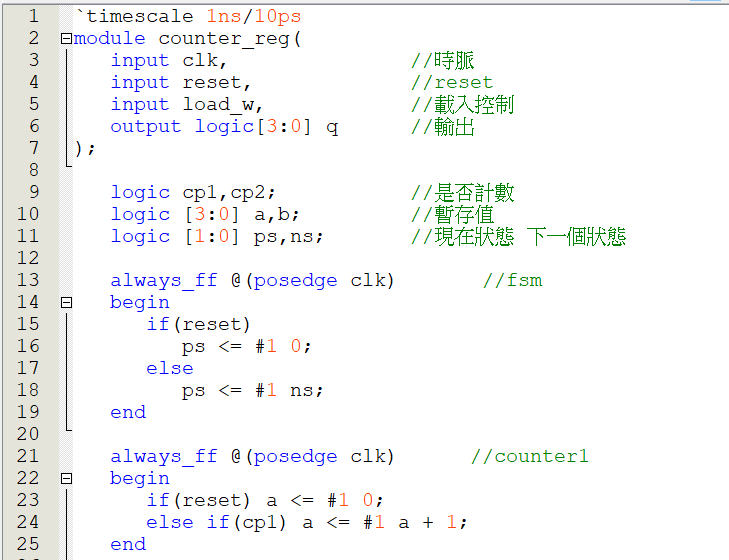 1 `timescale 1ns/10ps
2 module counter_reg(
3 input clk, //時脈
4 input reset, //reset
5 input load_w, //載入控制
6 output logic[3:0] q //輸出
7 );
8
9 logic cp1,cp2; //是否計數
10 logic [3:0] a,b; //暫存值
11 logic [1:0] ps,ns; //現在狀態 下一個狀態
12
13 always_ff @(posedge clk) //fsm
14 begin
15 if(reset)
16 ps <= #1 0;
17 else
18 ps <= #1 ns;
19 end
20
21 always_ff @(posedge clk) //counter1
22 begin
23 if(reset) a <= #1 0;
24 else if(cp1) a <= #1 a + 1;
25 end